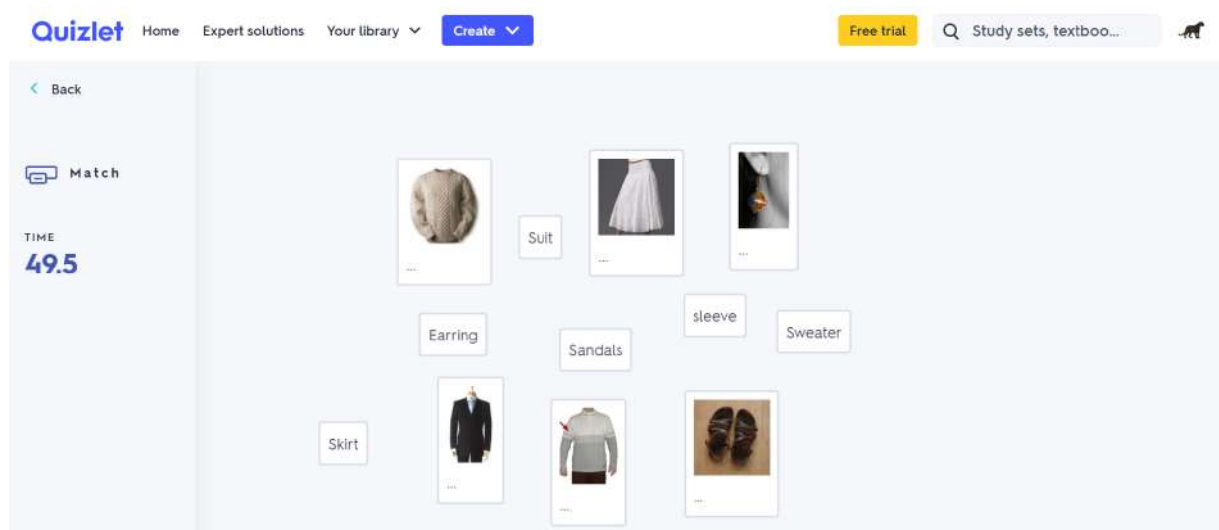 Quizlet Home Expert solutions Your library Create Free trial Study sets, textboo...
Back
Match
TIME
49.5
Suit
...
...
...
Earring
Sandals
sleeve
Sweater
Skirt
...
...
...